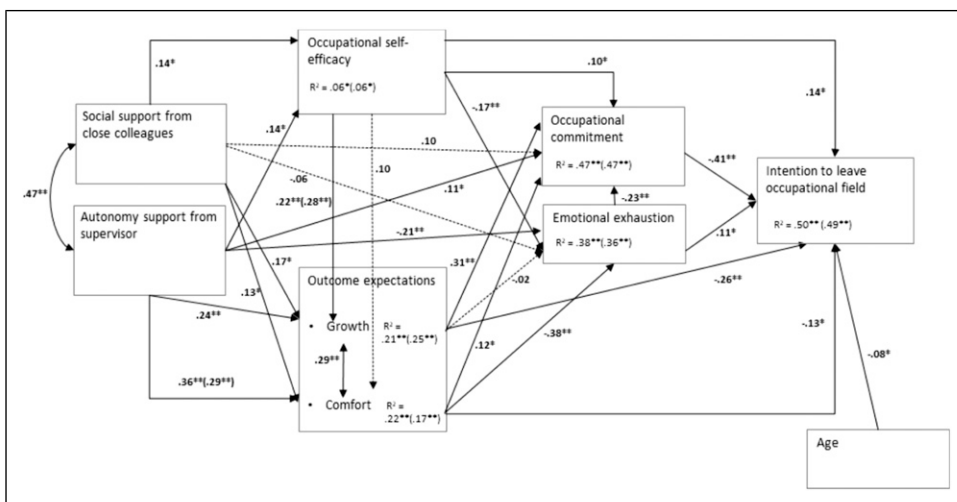 Occupational self-
efficacy
R² = .06*(.06*)
.14*
.10*
.14*
-.17**
Social support from
close colleagues
.14*
.10
Occupational
commitment
R² = .47**(.47**)
-.41**
Intention to leave
occupational field
R² = .50**(.49**)
.47**
-.06
.10
.11*
.22**(.28**)
-.23**
Autonomy support from
supervisor
-.21**
Emotional exhaustion
R² = .38**(.36**)
.11*
.17*
.31**
-.02
-.26**
.13*
Outcome expectations
.24**
• Growth
R² =
.21**(.25**)
.12*
-.38**
-.13*
.29**
-.08*
.36**(.29**)
• Comfort
R² =
.22**(.17**)
Age